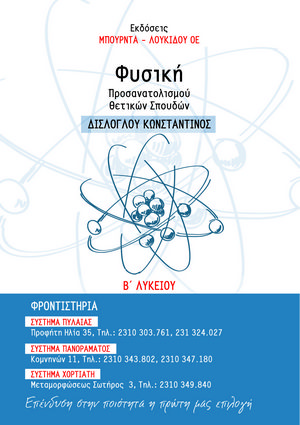 Εκδόσεις
ΜΠΟΥΡΝΤΑ - ΛΟΥΚΙΔΟΥ ΟΕ
Φυσική
Προσανατολισμού
Θετικών Σπουδών
ΔΙΣΛΟΓΛΟΥ ΚΩΝΣΤΑΝΤΙΝΟΣ
Β΄ ΛΥΚΕΙΟΥ
ΦΡΟΝΤΙΣΤΗΡΙΑ
ΣΥΣΤΗΜΑ ΠΥΛΑΙΑΣ
Προφήτη Ηλία 35, Τηλ.: 2310 303.761, 231 324.027
ΣΥΣΤΗΜΑ ΠΑΝΟΡΑΜΑΤΟΣ
Κομνηνών 11, Τηλ.: 2310 343.802, 2310 347.180
ΣΥΣΤΗΜΑ ΧΟΡΤΙΑΤΗ
Μεταμορφώσεως Σωτήρος 3, Τηλ.: 2310 349.840
Επένδυση στην ποιότητα η πρώτη μας επιλογή